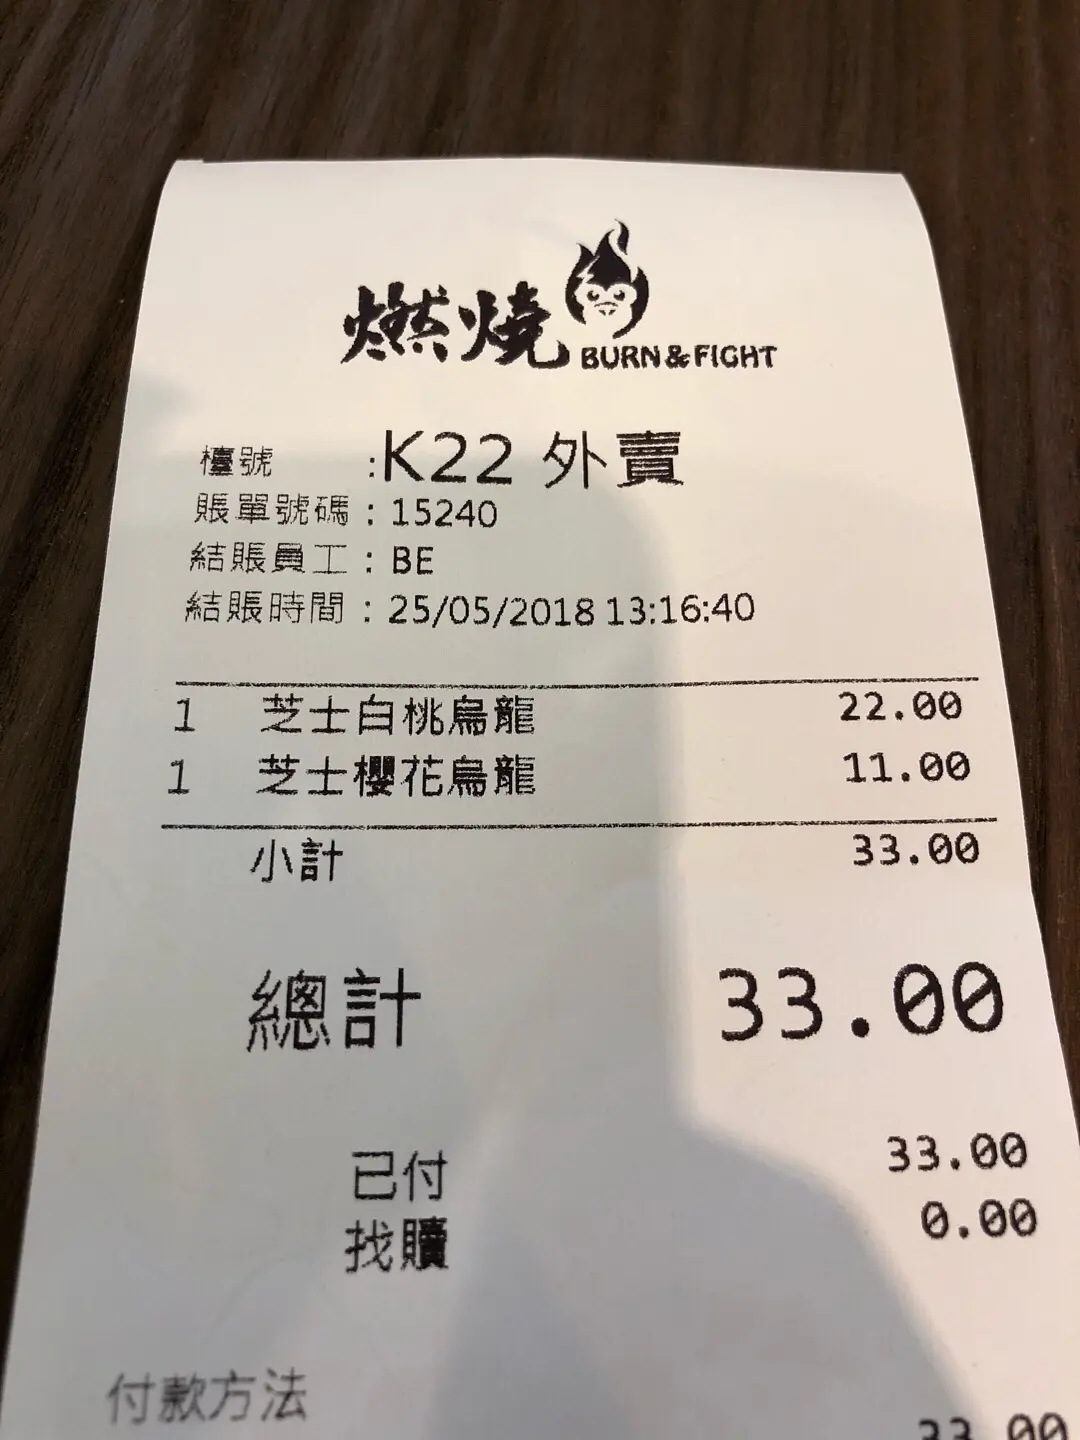 燃燒 BURN & FIGHT
檯號 :K22 外賣
賬單號碼 : 15240
結賬員工 : BE
結賬時間 : 25/05/2018 13:16:40
1 芝士白桃烏龍 22.00
1 芝士櫻花烏龍 11.00
小計 33.00
總計 33.00
已付 33.00
找贖 0.00
付款方法
33.00